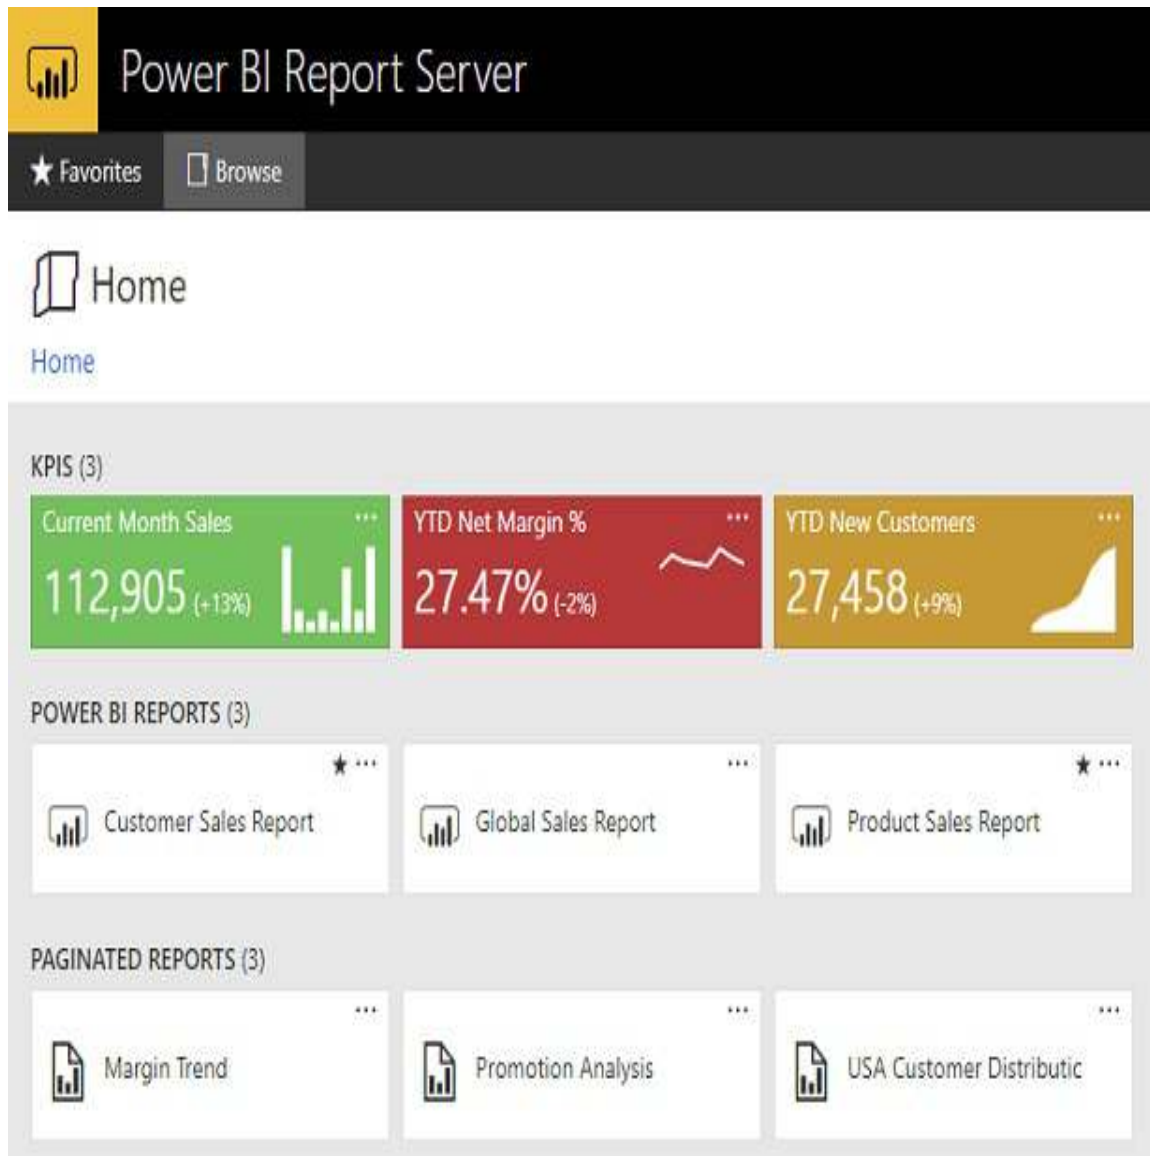 Power BI Report Server
Favorites Browse
Home
Home
KPIS (3)
Current Month Sales ... YTD Net Margin % ... YTD New Customers ...
112,905 (+13%) 27.47% (-2%) 27,458 (+9%)
POWER BI REPORTS (3)
Customer Sales Report Global Sales Report Product Sales Report
PAGINATED REPORTS (3)
Margin Trend Promotion Analysis USA Customer Distributic